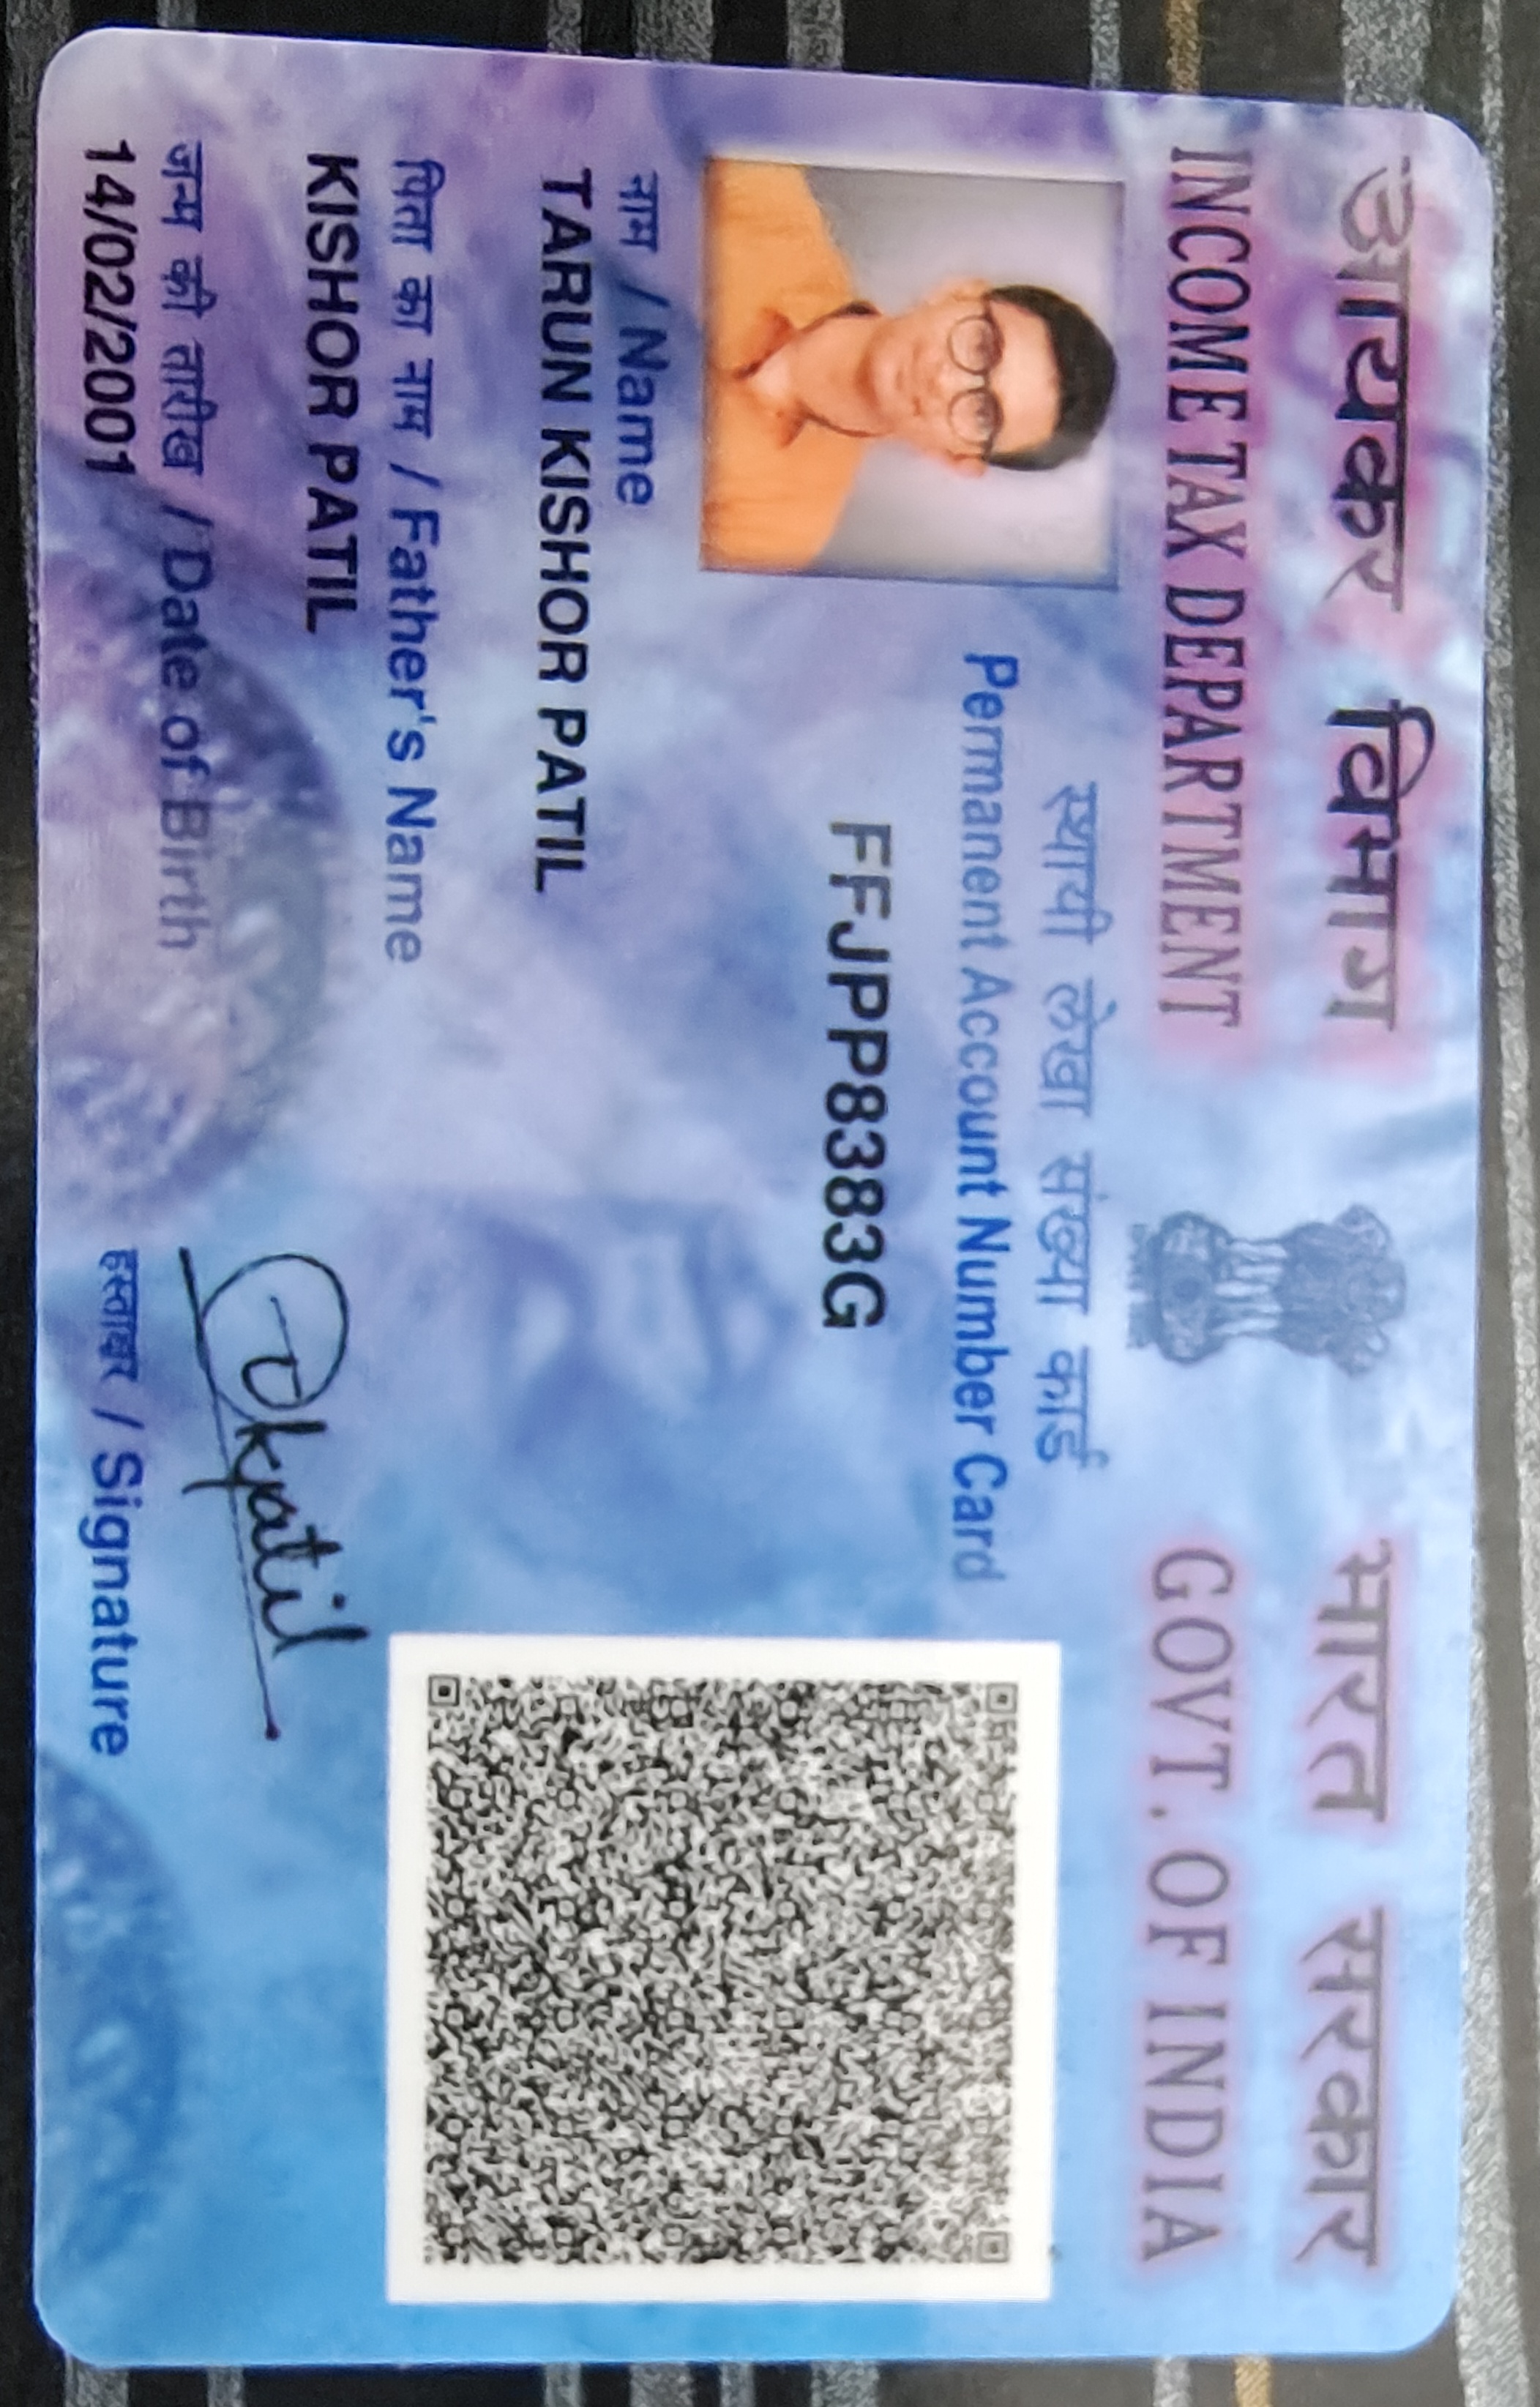 आयकर विभाग
INCOME TAX DEPARTMENT
भारत सरकार
GOVT. OF INDIA
स्थायी लेखा संख्या कार्ड
Permanent Account Number Card
FFJPP8383G
नाम / Name
TARUN KISHOR PATIL
पिता का नाम / Father's Name
KISHOR PATIL
जन्म की तारीख / Date of Birth
14/02/2001
Tkpatil
हस्ताक्षर / Signature